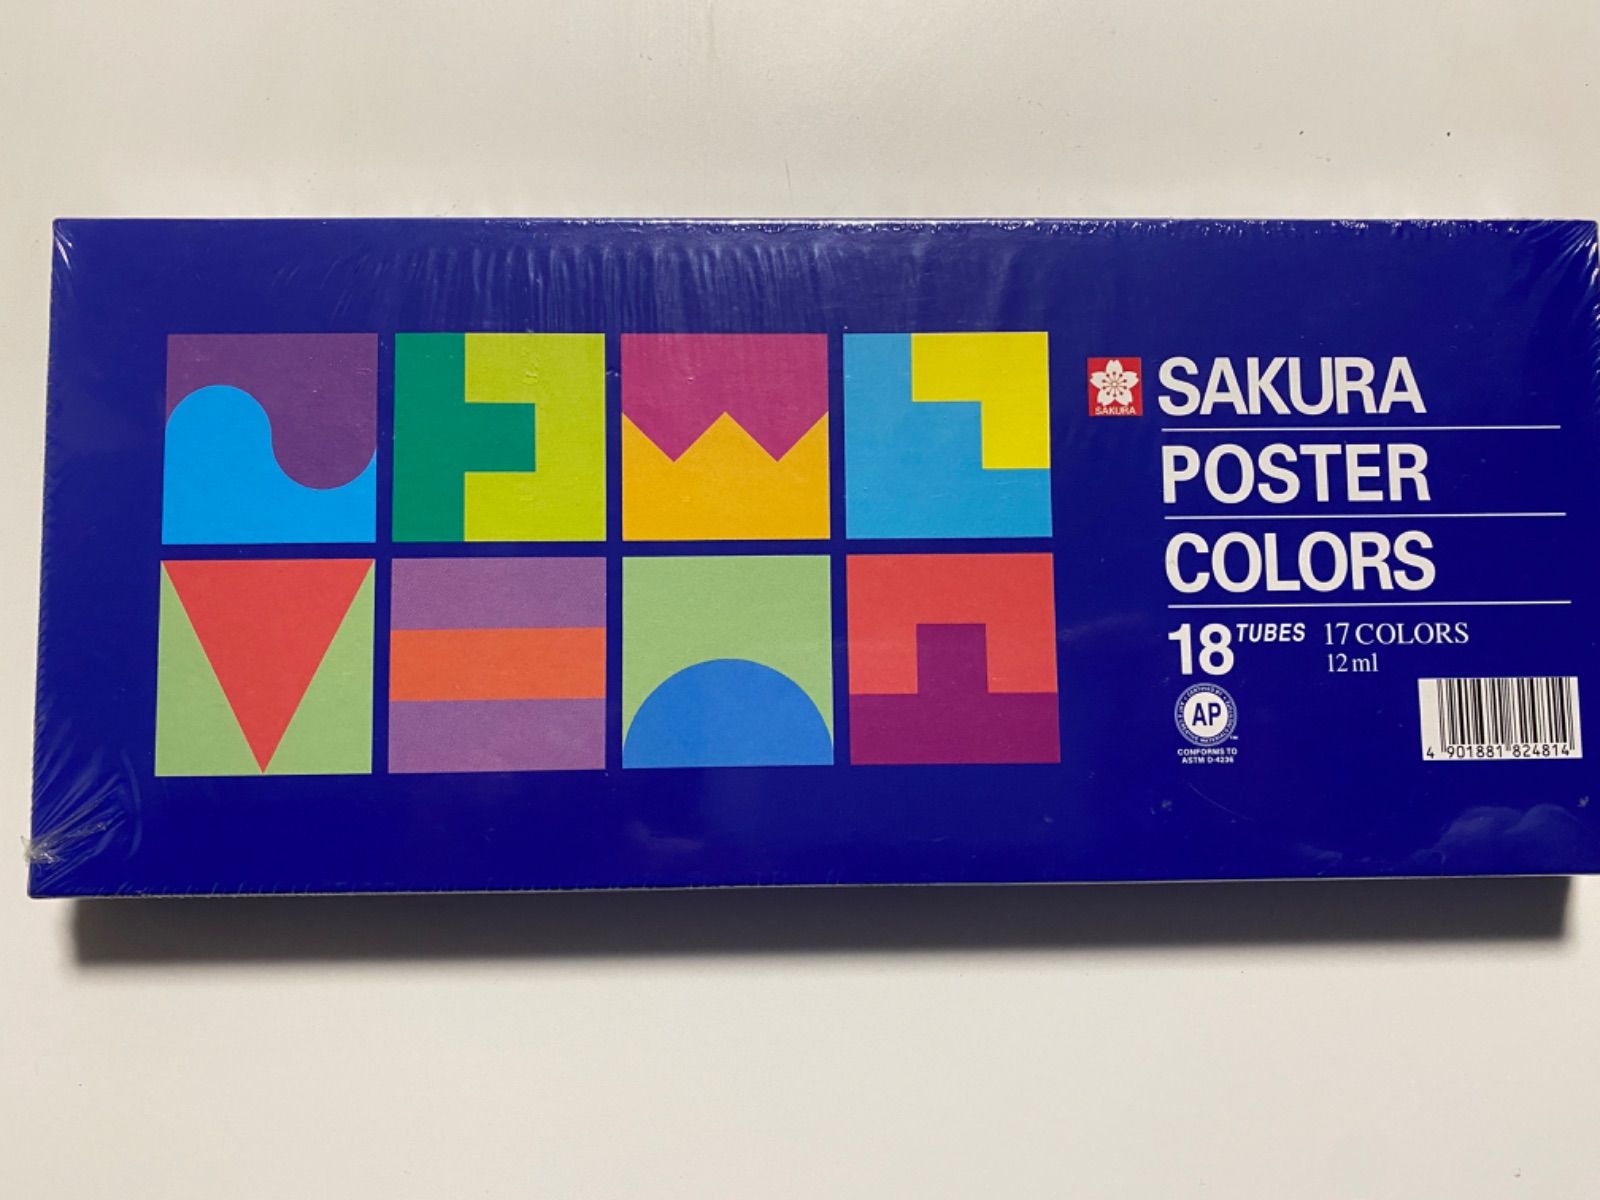 SAKURA
SAKURA
POSTER
COLORS
18 TUBES 17 COLORS
12 ml
AP
CONFORMS TO
ASTM D-4236
4 901881 824814